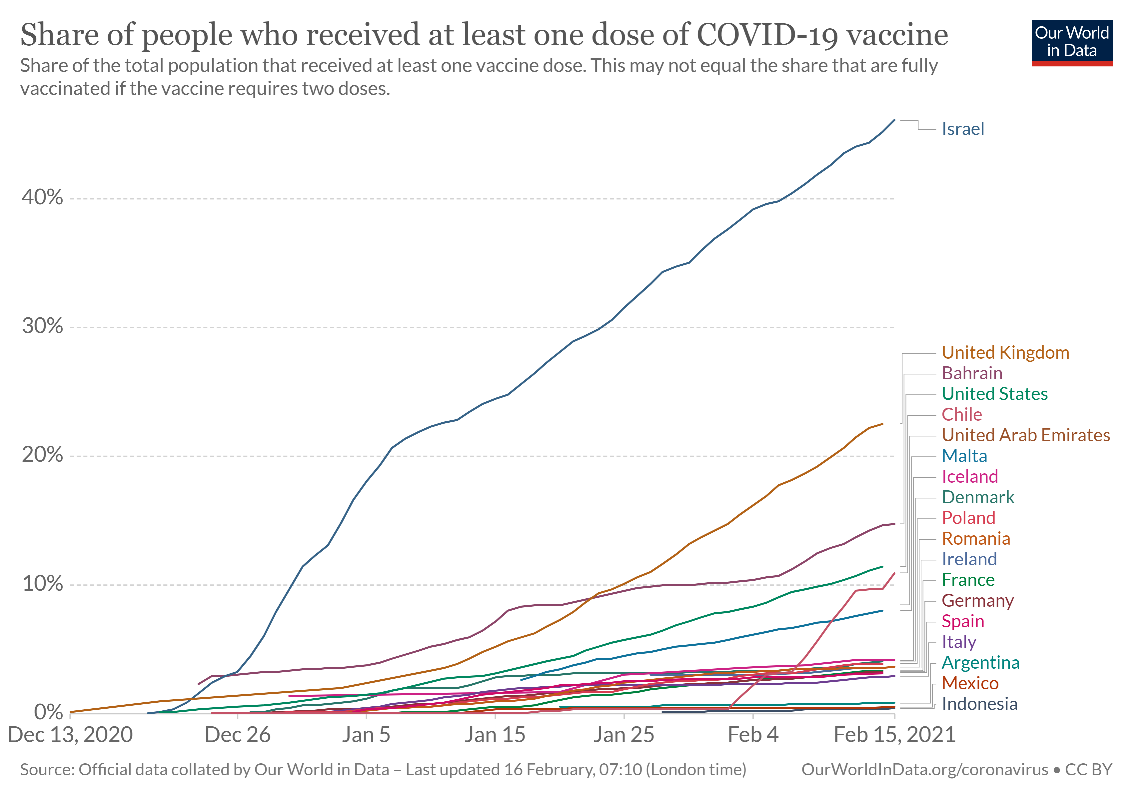 Share of people who received at least one dose of COVID-19 vaccine
Our World
in Data
Share of the total population that received at least one vaccine dose. This may not equal the share that are fully
vaccinated if the vaccine requires two doses.
Israel
40%
30%
United Kingdom
Bahrain
United States
Chile
United Arab Emirates
20%
Malta
Iceland
Denmark
Poland
Romania
Ireland
10%
France
Germany
Spain
Italy
Argentina
Mexico
Indonesia
0%
Dec 13, 2020
Dec 26
Jan 5
Jan 15
Jan 25
Feb 4
Feb 15, 2021
Source: Official data collated by Our World in Data – Last updated 16 February, 07:10 (London time)
OurWorldInData.org/coronavirus • CC BY